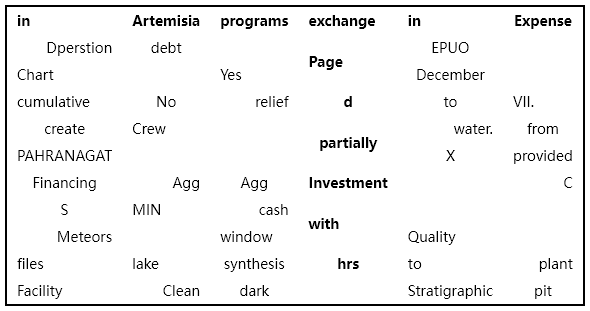 in Artemisia programs exchange in Expense
Dperstion debt EPUO
Page
Chart Yes December
cumulative No relief d to VII.
create Crew water. from
partially
PAHRANAGAT X provided
Financing Agg Agg Investment C
S MIN cash
with
Meteors window Quality
files lake synthesis hrs to plant
Facility Clean dark Stratigraphic pit